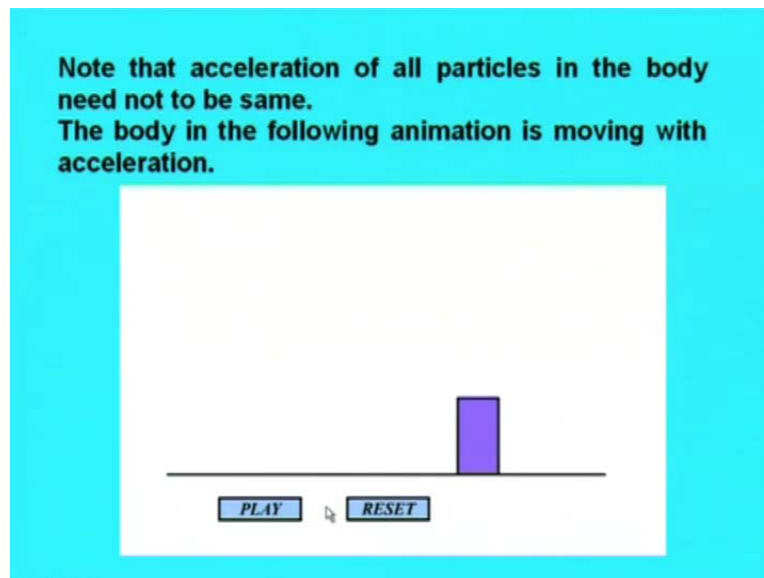 Note that acceleration of all particles in the body
need not to be same.
The body in the following animation is moving with
acceleration.
PLAY
RESET